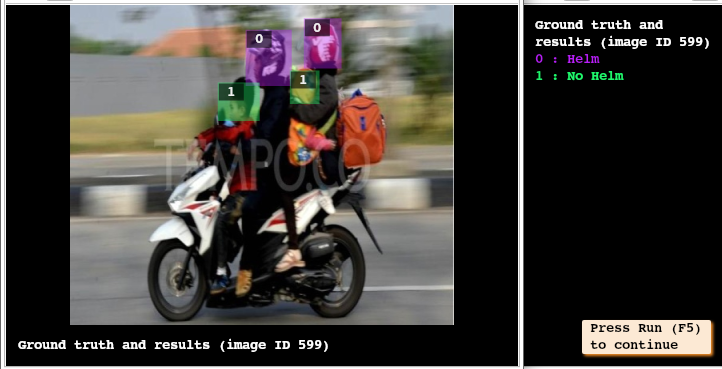 0
0
1
1
TEMPO.CO
Ground truth and results (image ID 599)
Ground truth and
results (image ID 599)
0 : Helm
1 : No Helm
Press Run (F5)
to continue